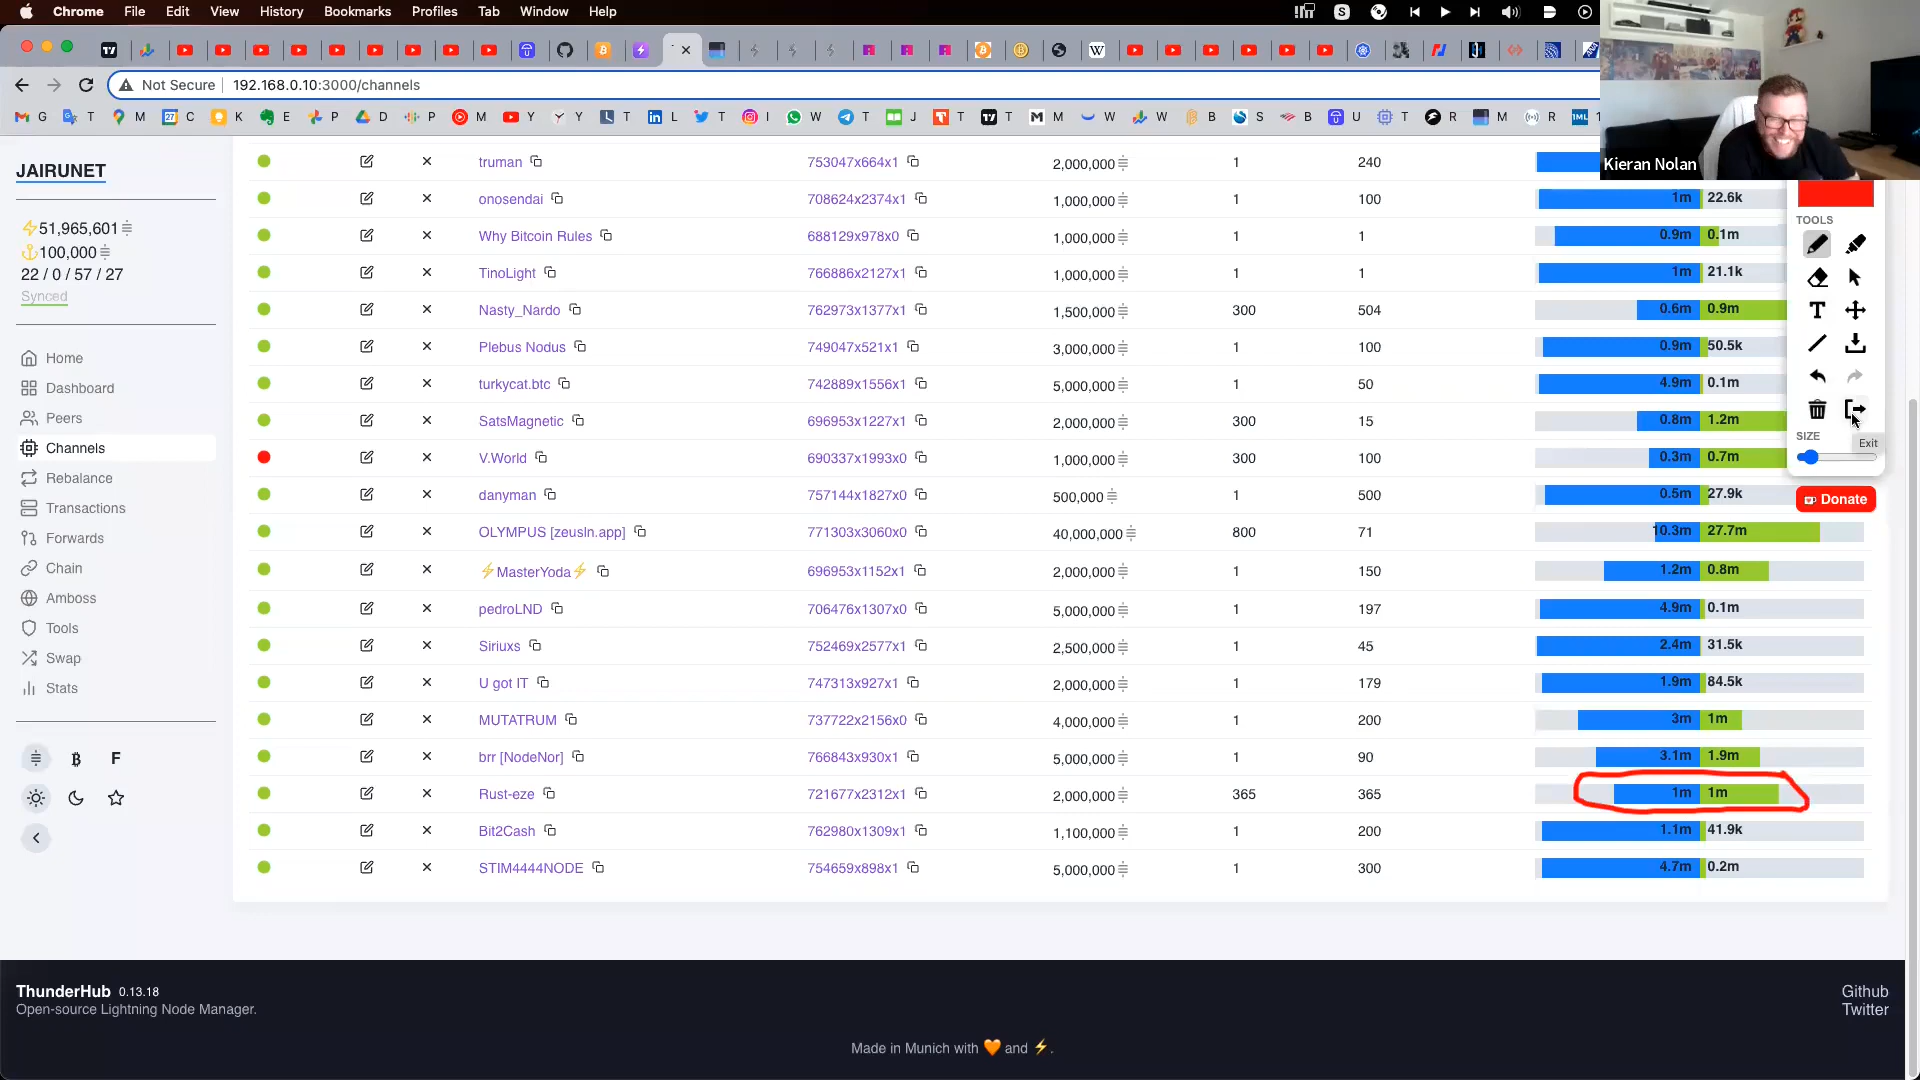 Chrome File Edit View History Bookmarks Profiles Tab Window Help
Not Secure 192.168.0.10:3000/channels
G T M C K E P D P M Y Y T L T I W T J T T M W W B S B U T R M R 1ML 1
Kieran Nolan
JAIRUNET
⚡51,965,601
⚓100,000
22 / 0 / 57 / 27
Synced
Home
Dashboard
Peers
Channels
Rebalance
Transactions
Forwards
Chain
Amboss
Tools
Swap
Stats
₿ F
truman 753047x664x1 2,000,000 1 240
onosendai 708624x2374x1 1,000,000 1 100 1m 22.6k
Why Bitcoin Rules 688129x978x0 1,000,000 1 1 0.9m 0.1m
TinoLight 766886x2127x1 1,000,000 1 1 1m 21.1k
Nasty_Nardo 762973x1377x1 1,500,000 300 504 0.6m 0.9m
Plebus Nodus 749047x521x1 3,000,000 1 100 0.9m 50.5k
turkycat.btc 742889x1556x1 5,000,000 1 50 4.9m 0.1m
SatsMagnetic 696953x1227x1 2,000,000 300 15 0.8m 1.2m
V.World 690337x1993x0 1,000,000 300 100 0.3m 0.7m
danyman 757144x1827x0 500,000 1 500 0.5m 27.9k
OLYMPUS [zeusln.app] 771303x3060x0 40,000,000 800 71 10.3m 27.7m
⚡MasterYoda⚡ 696953x1152x1 2,000,000 1 150 1.2m 0.8m
pedroLND 706476x1307x0 5,000,000 1 197 4.9m 0.1m
Siriuxs 752469x2577x1 2,500,000 1 45 2.4m 31.5k
U got IT 747313x927x1 2,000,000 1 179 1.9m 84.5k
MUTATRUM 737722x2156x0 4,000,000 1 200 3m 1m
brr [NodeNor] 766843x930x1 5,000,000 1 90 3.1m 1.9m
Rust-eze 721677x2312x1 2,000,000 365 365 1m 1m
Bit2Cash 762980x1309x1 1,100,000 1 200 1.1m 41.9k
STIM4444NODE 754659x898x1 5,000,000 1 300 4.7m 0.2m
TOOLS
T
SIZE
Exit
Donate
ThunderHub 0.13.18
Open-source Lightning Node Manager.
Github
Twitter
Made in Munich with 🧡 and ⚡.